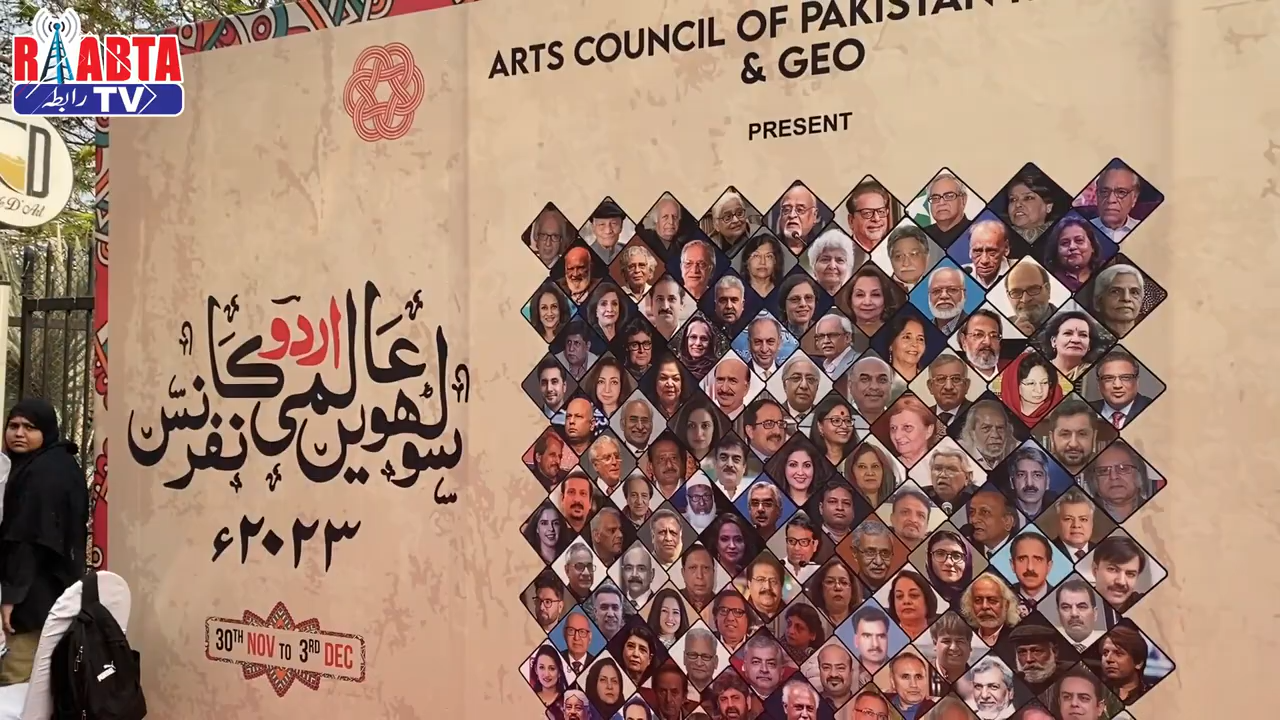 RAABTA
رابطہ TV
D
D'Art
ARTS COUNCIL OF PAKISTAN
& GEO
PRESENT
سولھویں عالمی اردو کانفرنس
۲۰۲۳ء
30TH NOV TO 3RD DEC